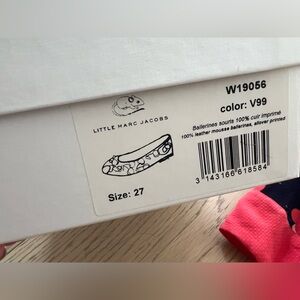 W19056
color: V99
LITTLE MARC JACOBS
Ballerines souris 100% cuir imprimé
100% leather mousse ballerines, allover printed
Size: 27
3 143166 618584